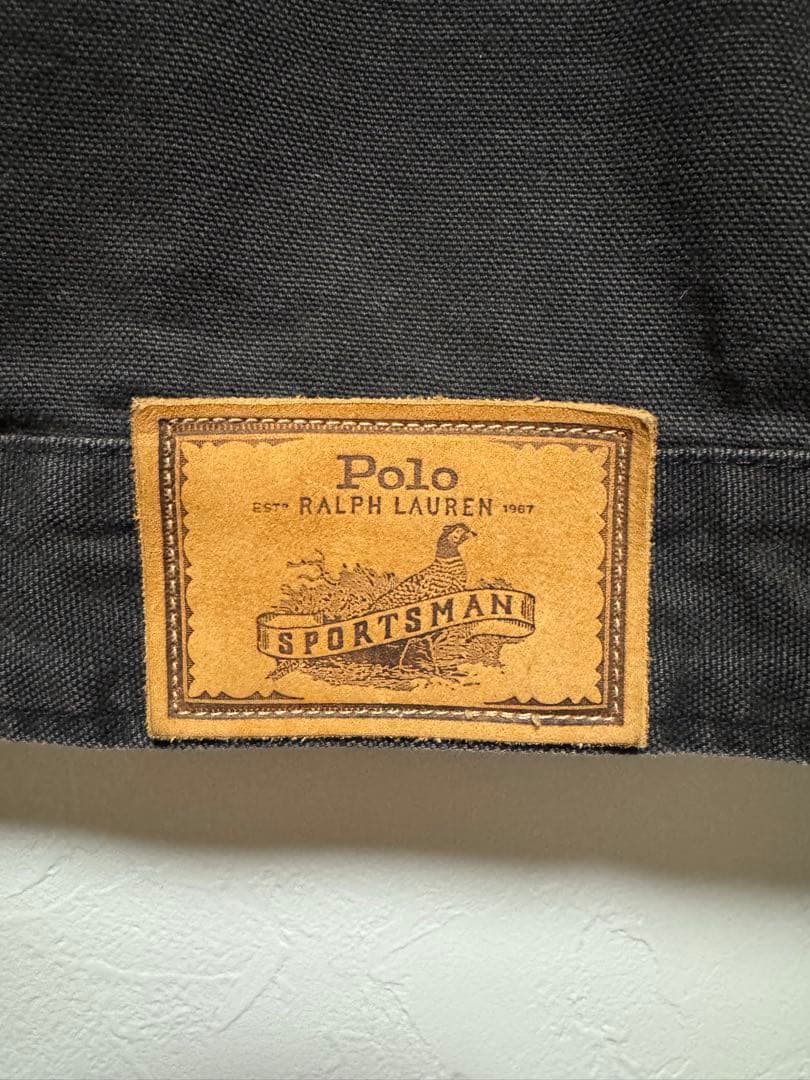 Polo
ESTD RALPH LAUREN 1967
SPORTSMAN